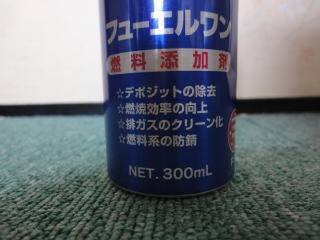 フューエルワン
燃料添加剤
☆デポジットの除去
☆燃焼効率の向上
☆排ガスのクリーン化
☆燃料系の防錆
NET. 300mL